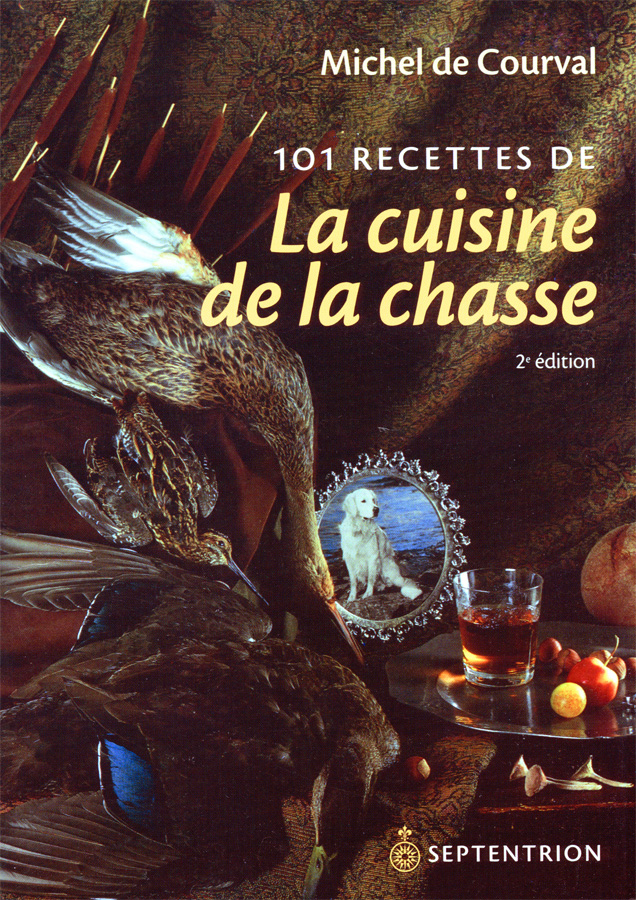 Michel de Courval
101 RECETTES DE
La cuisine
de la chasse
2e édition
SEPTENTRION